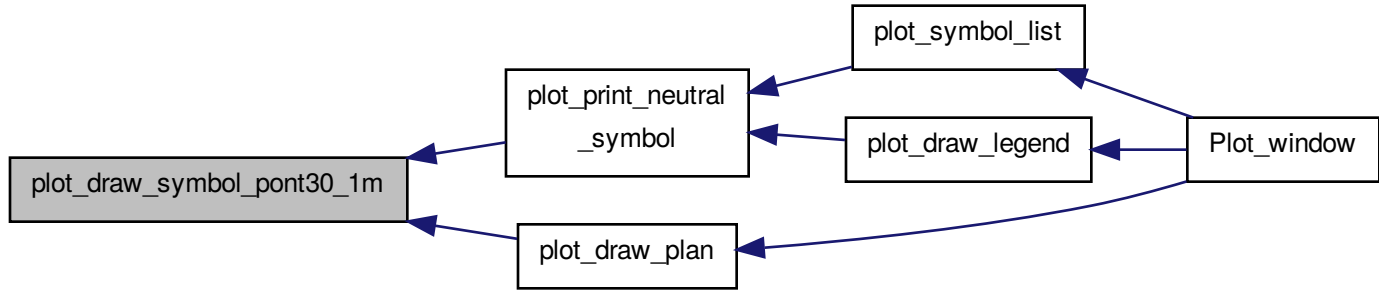 plot_draw_symbol_pont30_1m
plot_print_neutral
_symbol
plot_symbol_list
plot_draw_legend
plot_draw_plan
Plot_window